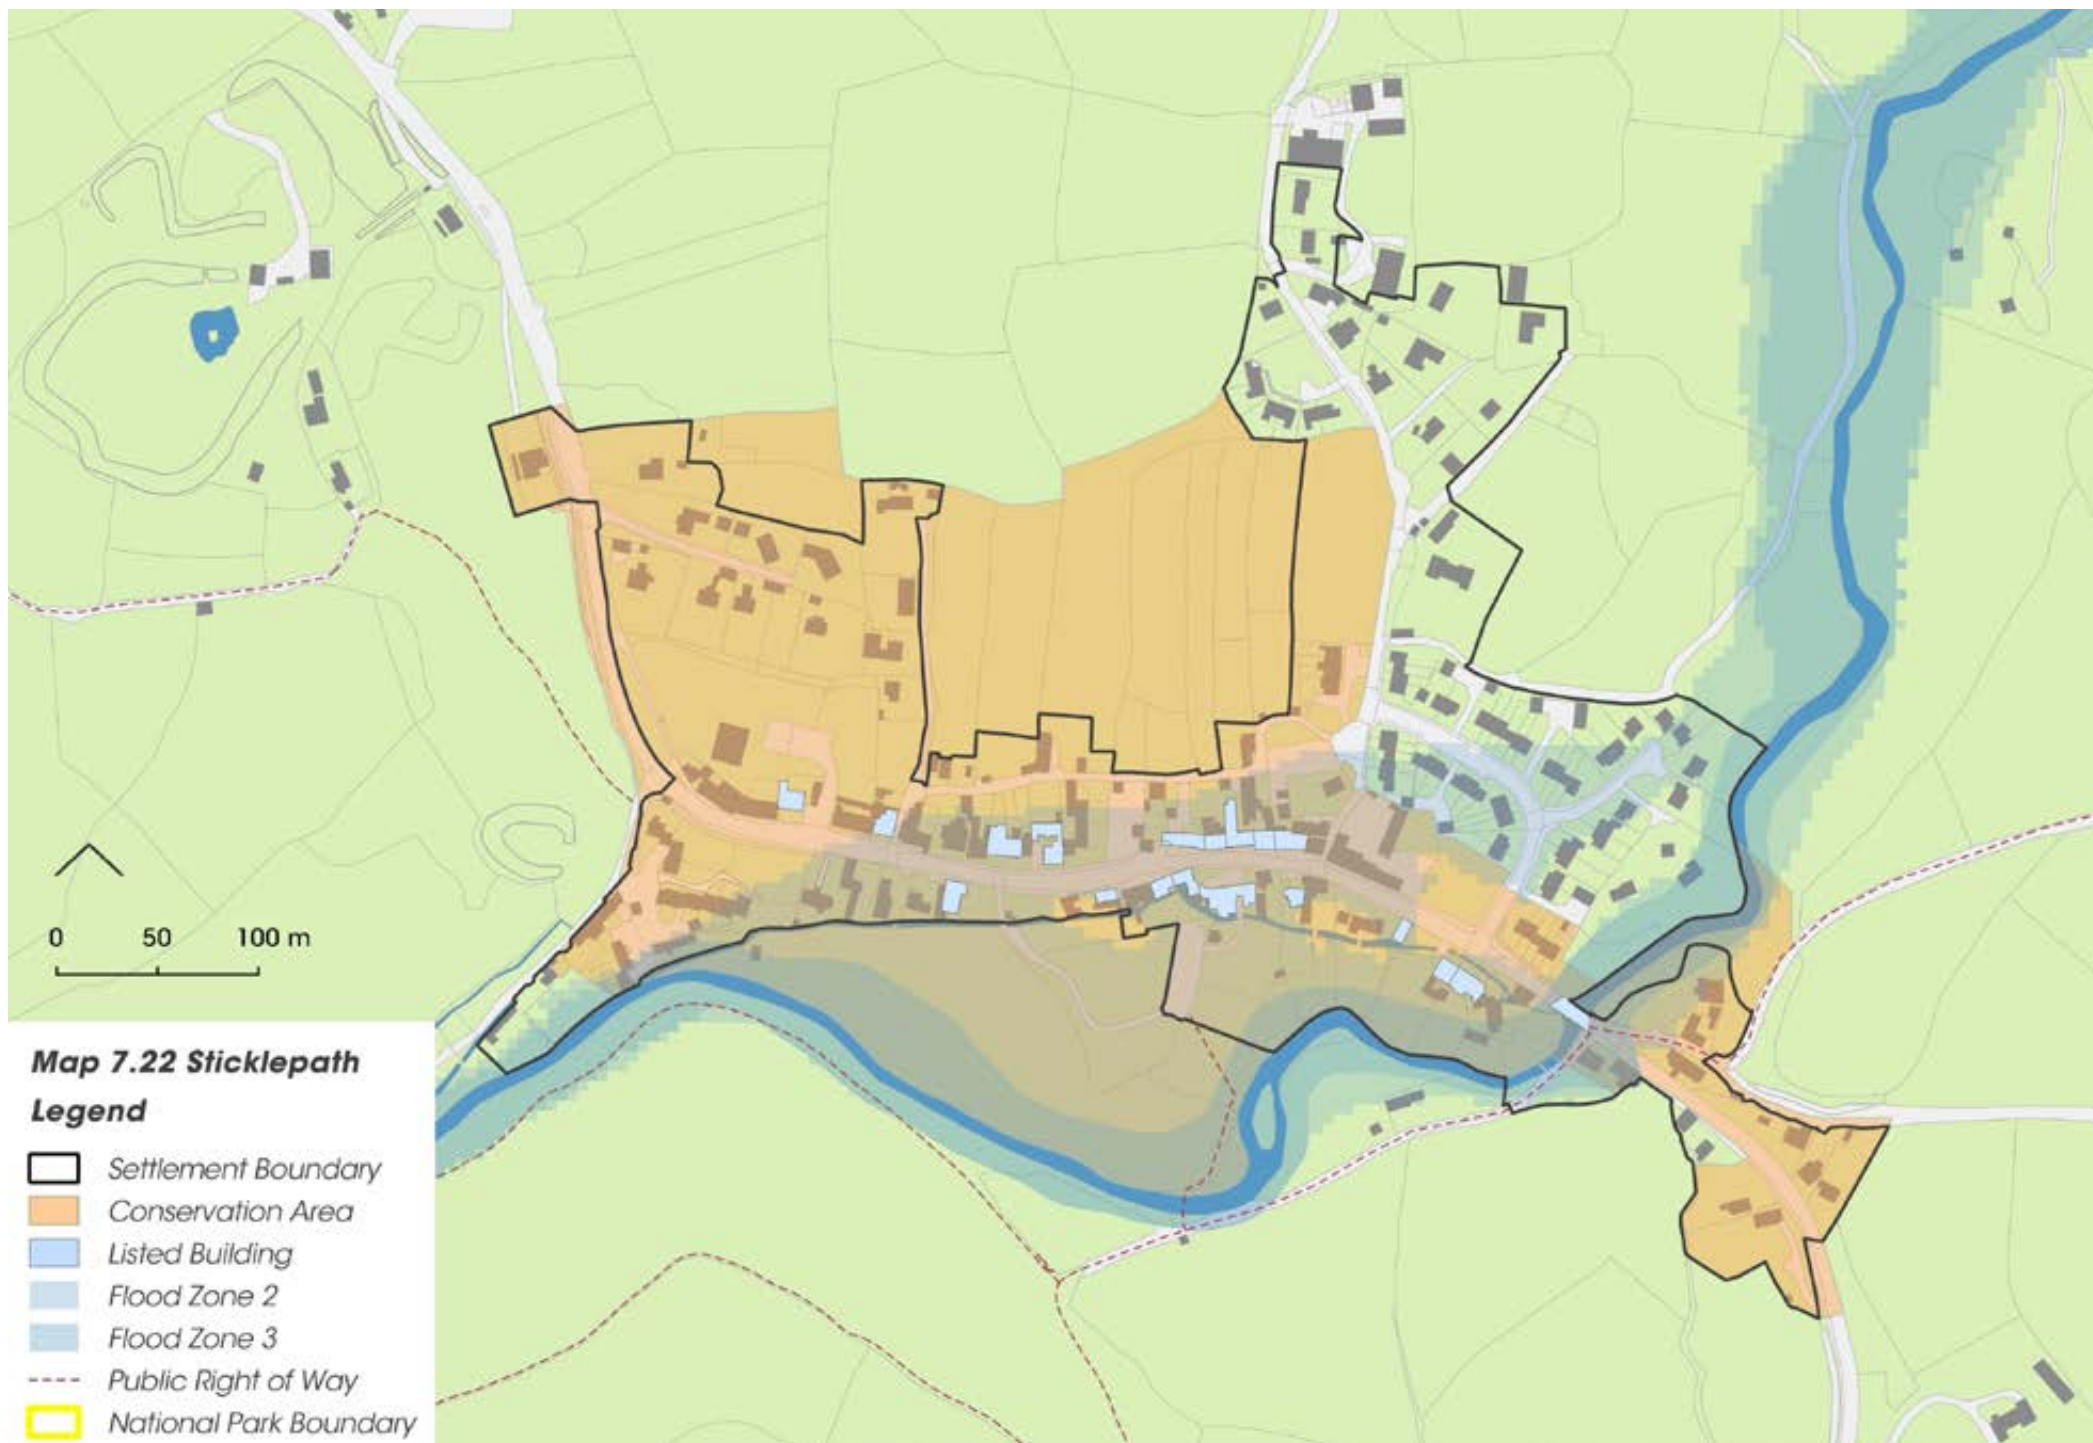 0 50 100 m
Map 7.22 Sticklepath
Legend
Settlement Boundary
Conservation Area
Listed Building
Flood Zone 2
Flood Zone 3
Public Right of Way
National Park Boundary